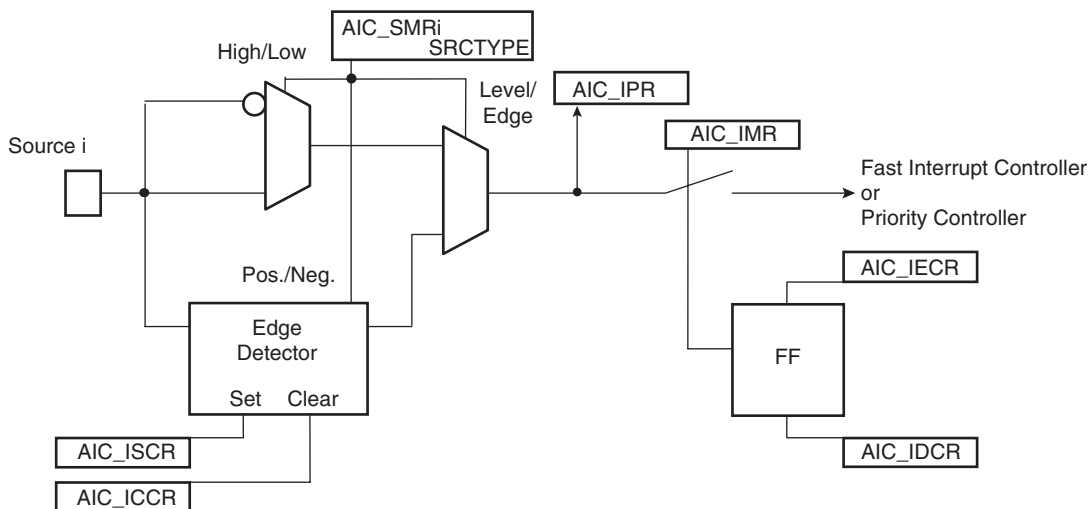 AIC_SMRi
SRCTYPE
High/Low
Level/
Edge
AIC_IPR
AIC_IMR
Source i
Fast Interrupt Controller
or
Priority Controller
Pos./Neg.
AIC_IECR
Edge
Detector
FF
Set Clear
AIC_ISCR
AIC_IDCR
AIC_ICCR